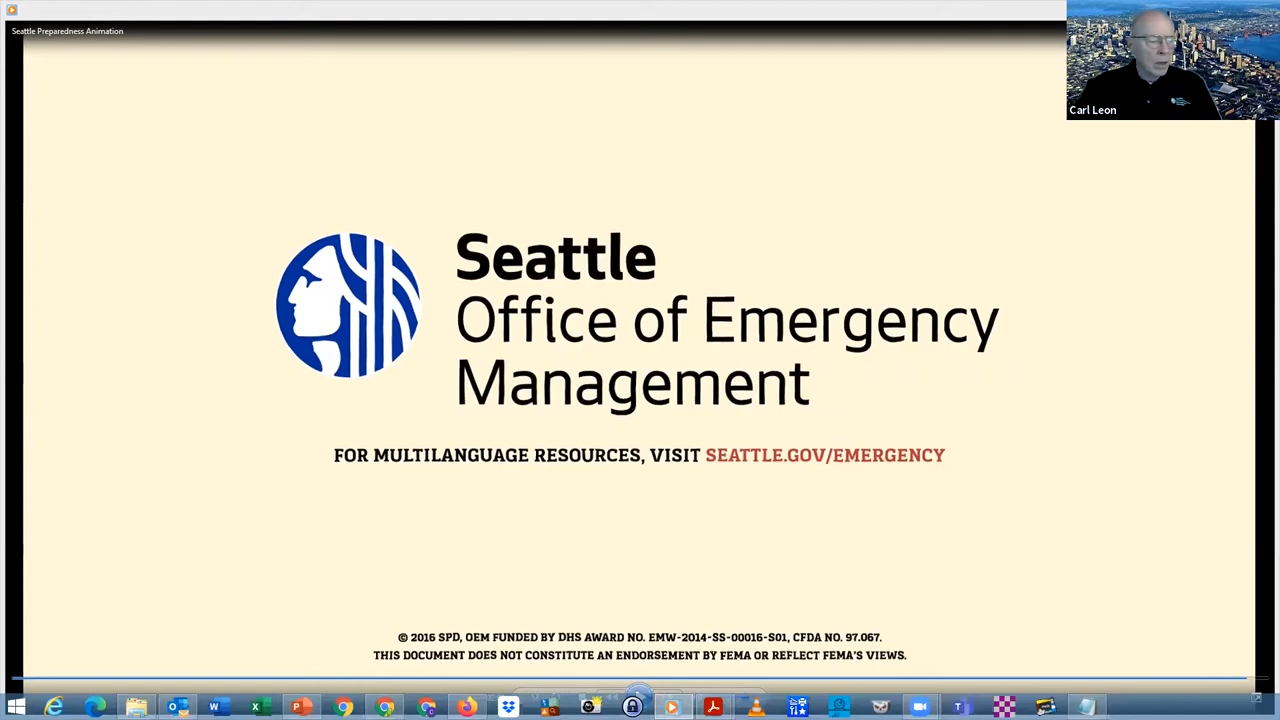 Seattle Preparedness Animation
Carl Leon
Seattle
Office of Emergency
Management
FOR MULTILANGUAGE RESOURCES, VISIT SEATTLE.GOV/EMERGENCY
© 2016 SPD, OEM FUNDED BY DHS AWARD NO. EMW-2014-SS-00016-S01, CFDA NO. 97.067.
THIS DOCUMENT DOES NOT CONSTITUTE AN ENDORSEMENT BY FEMA OR REFLECT FEMA'S VIEWS.